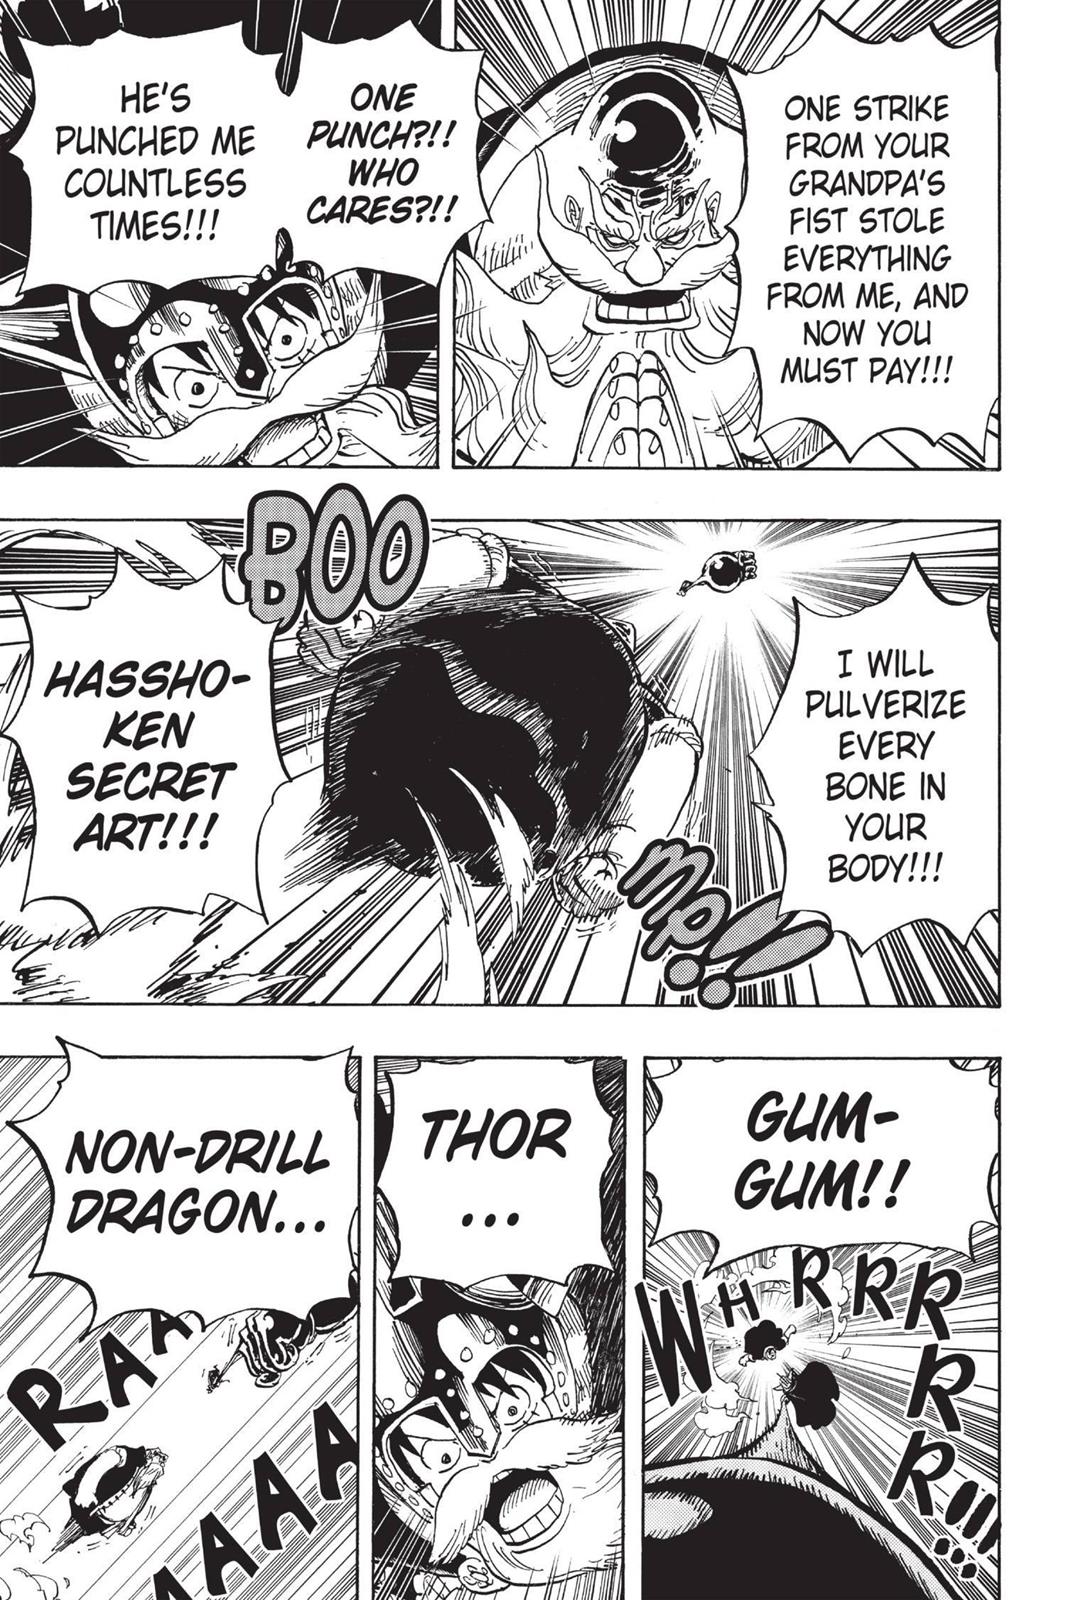 ONE STRIKE
FROM YOUR
GRANDPA'S
FIST STOLE
EVERYTHING
FROM ME, AND
NOW YOU
MUST PAY!!!
ONE
PUNCH?!!
WHO
CARES?!!
HE'S
PUNCHED ME
COUNTLESS
TIMES!!!
I WILL
PULVERIZE
EVERY
BONE IN
YOUR
BODY!!!
BOO
MP!!
HASSHO-
KEN
SECRET
ART!!!
GUM-
GUM!!
WHRRRRRR!!!
THOR
...
NON-DRILL
DRAGON...
RAA
AAAAA